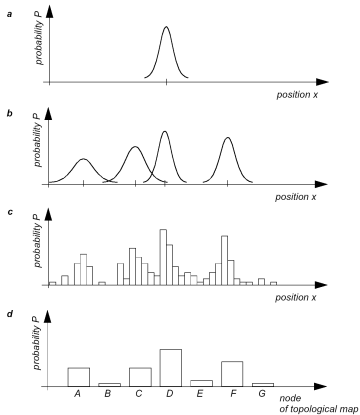 a
probability P
position x
b
probability P
position x
c
probability P
position x
d
probability P
A B C D E F G
node
of topological map